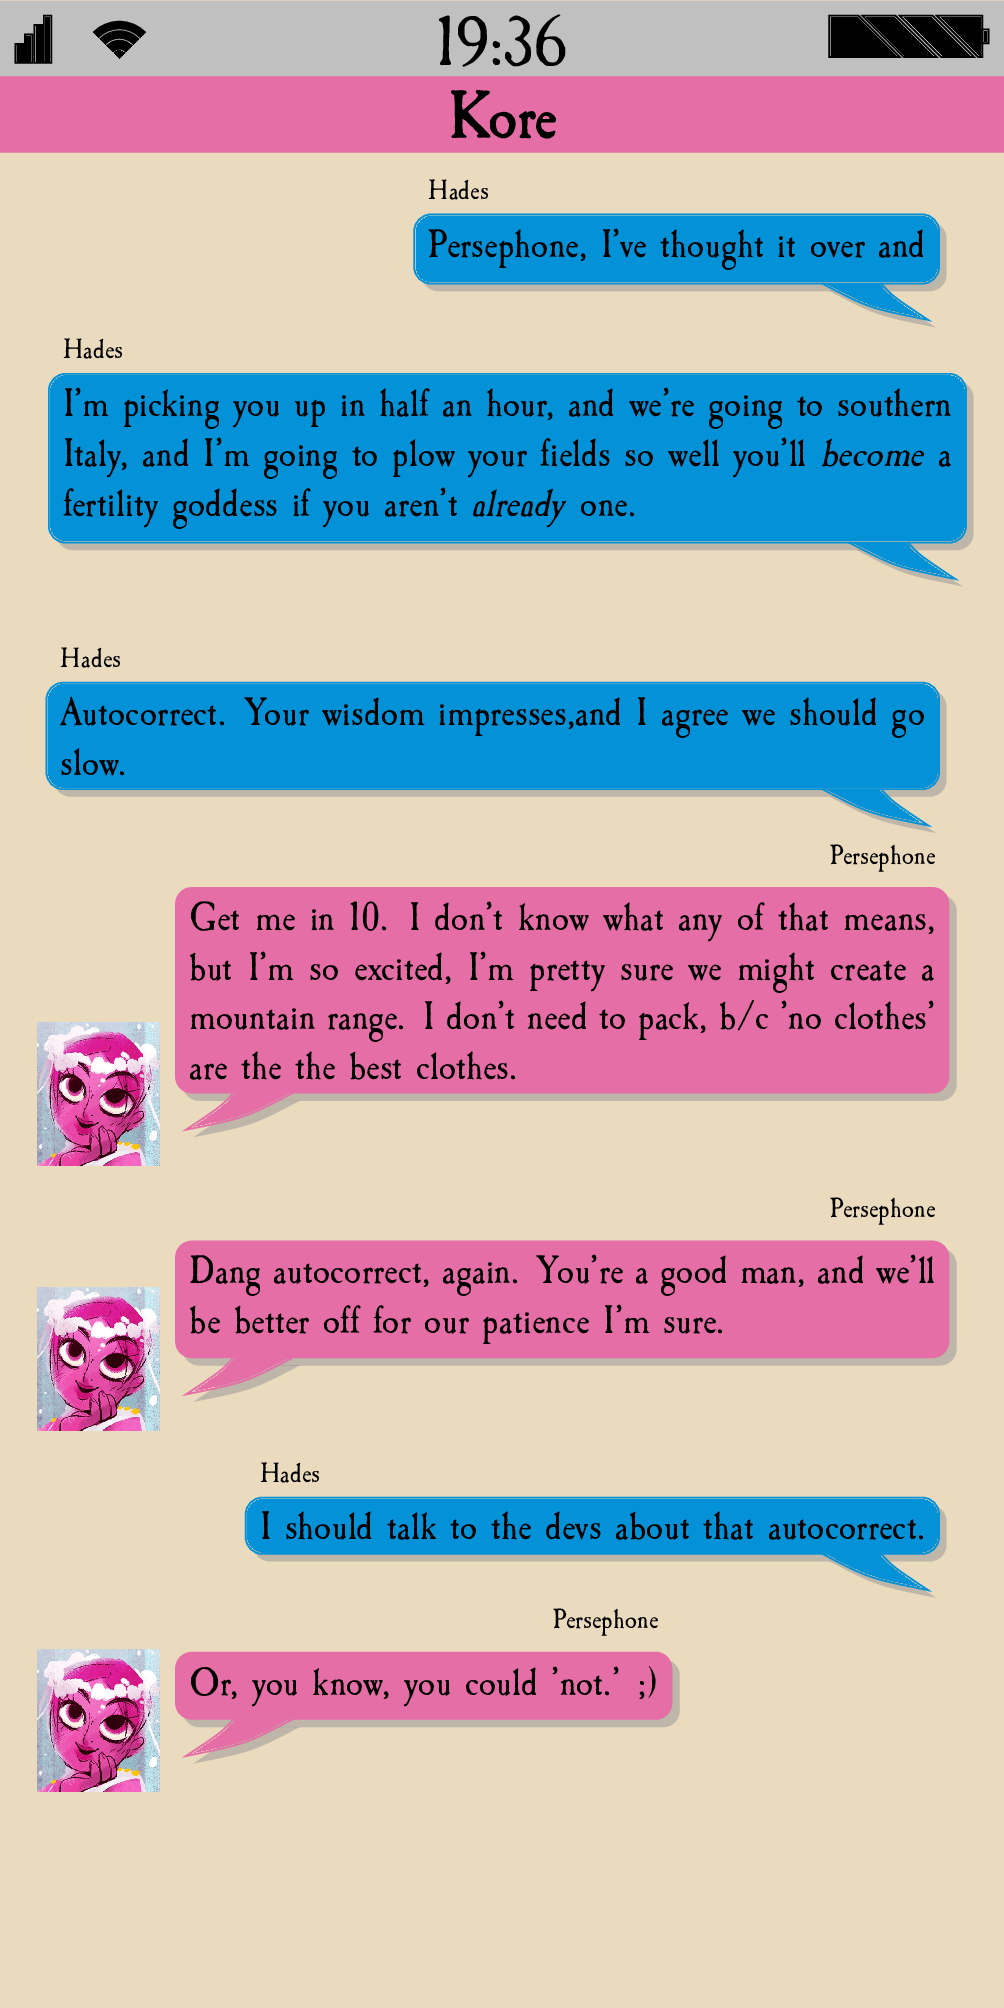 19:36
Kore
Hades
Persephone, I've thought it over and
Hades
I'm picking you up in half an hour, and we're going to southern
Italy, and I'm going to plow your fields so well you'll become a
fertility goddess if you aren't already one.
Hades
Autocorrect. Your wisdom impresses,and I agree we should go
slow.
Persephone
Get me in 10. I don't know what any of that means,
but I'm so excited, I'm pretty sure we might create a
mountain range. I don't need to pack, b/c 'no clothes'
are the the best clothes.
Persephone
Dang autocorrect, again. You're a good man, and we'll
be better off for our patience I'm sure.
Hades
I should talk to the devs about that autocorrect.
Persephone
Or, you know, you could 'not.' ;)